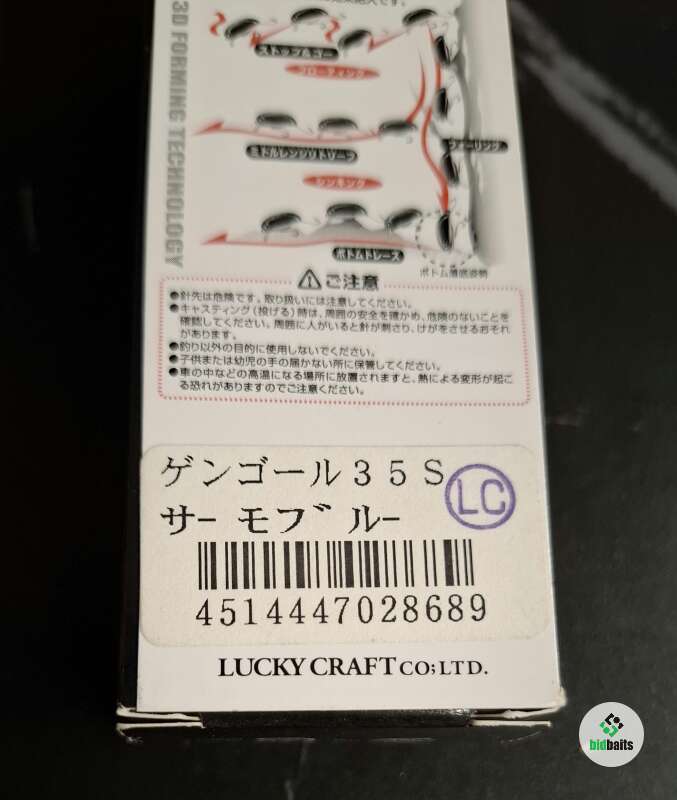 3D FORMING TECHNOLOGY
ストップ&ゴー
フローティング
ミドルレンジリトリーブ
フォーリング
シンキング
ボトムトレース
ボトム着底姿勢
ご注意
●針先は危険です。取り扱いには注意してください。
●キャスティング(投げる)時は、周囲の安全を確かめ、危険のないことを
確認してください。周囲に人がいると針が刺さり、けがをさせるおそれ
があります。
●釣り以外の目的に使用しないでください。
●子供または幼児の手の届かない所に保管してください。
●車の中などの高温になる場所に放置されますと、熱による変形が起こ
る恐れがありますのでご注意ください。
ゲンゴール35S
LC
サーモブルー
4514447028689
LUCKY CRAFT CO;LTD.
bidbaits